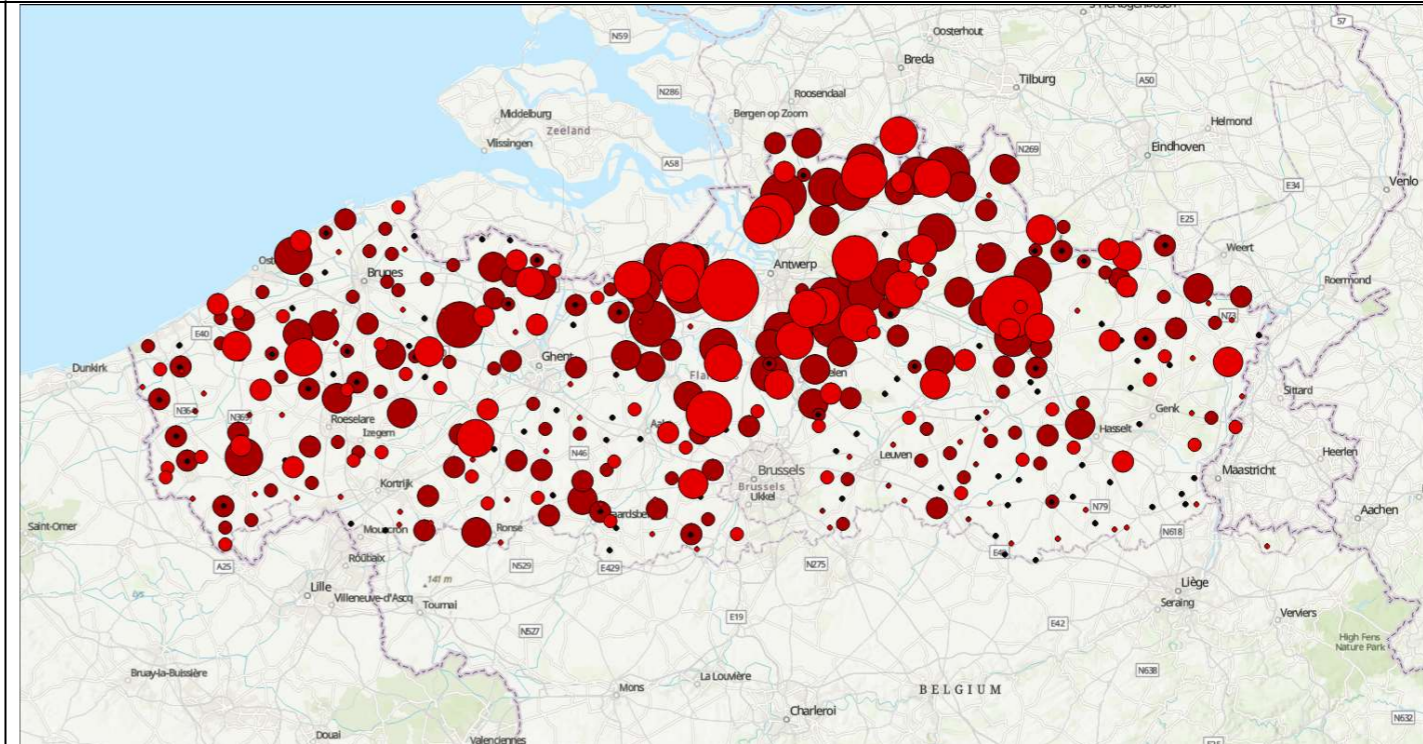 N59
Oosterhout
57
Breda
Tilburg
A50
N286
Roosendaal
Middelburg
Bergen op Zoom
Helmond
Zeeland
Vlissingen
N269
Eindhoven
A58
E34
Venlo
E25
Weert
Antwerp
Bruges
Roermond
N73
E40
Ghent
Dunkirk
Sittard
N364
Genk
N369
Roeselare
Izegem
Hasselt
Heerlen
N46
Leuven
Maastricht
Brussels
Brussels
Kortrijk
Ukkel
N79
Aachen
Saint-Omer
Mouscron
Ronse
N618
A25
Roubaix
N529
E429
N275
141 m
Lille
Villeneuve-d'Ascq
Tournai
Liège
Seraing
E19
E42
Verviers
N527
High Fens
Nature Park
Bruay-la-Buissière
La Louvière
N638
Mons
BELGIUM
Charleroi
N632
Douai
Valenciennes